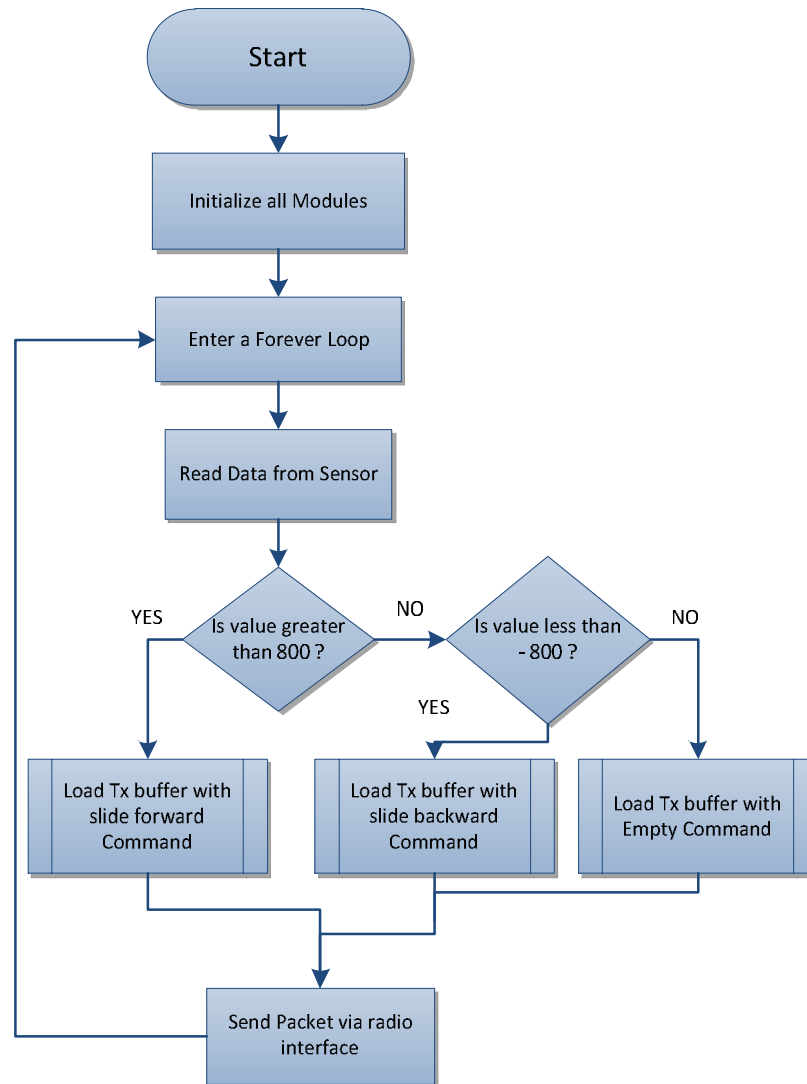 Start
Initialize all Modules
Enter a Forever Loop
Read Data from Sensor
YES
Is value greater
than 800 ?
NO
Is value less than
- 800 ?
NO
YES
Load Tx buffer with
slide forward
Command
Load Tx buffer with
slide backward
Command
Load Tx buffer with
Empty Command
Send Packet via radio
interface